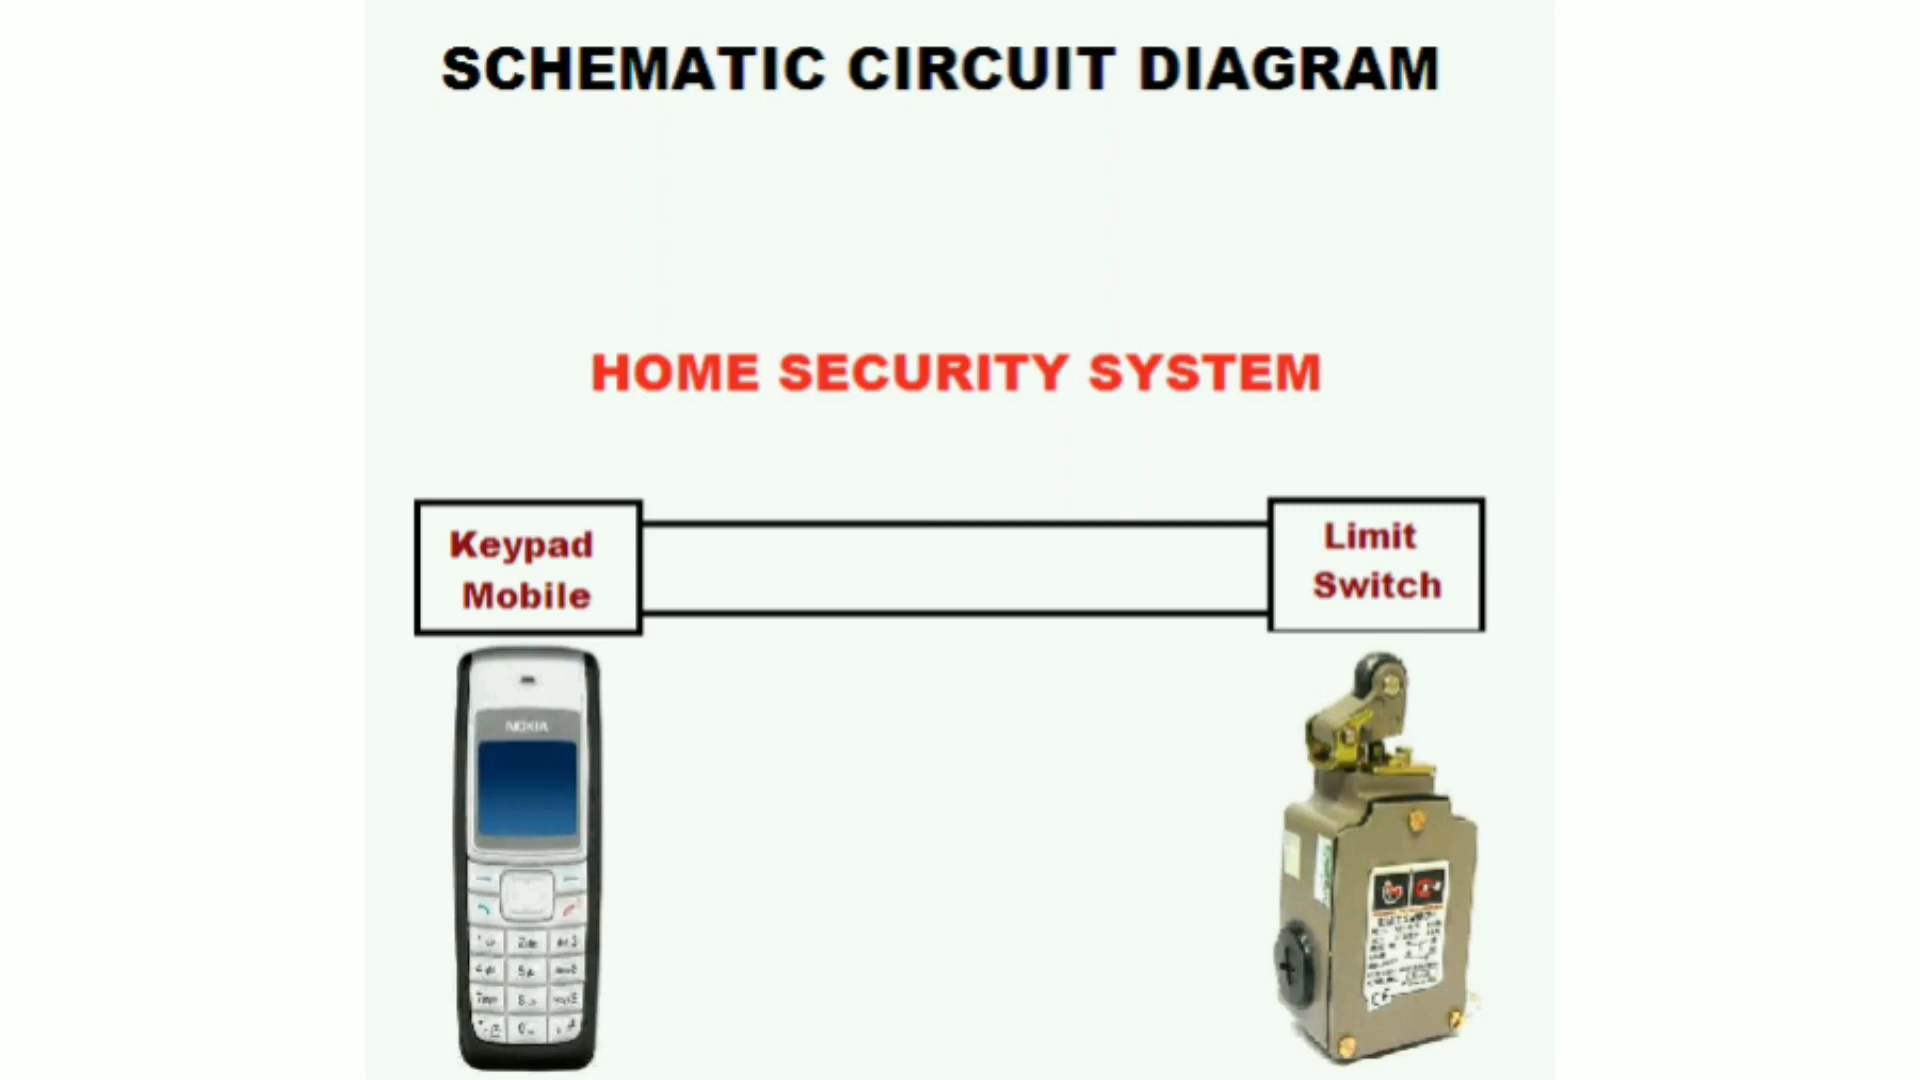 SCHEMATIC CIRCUIT DIAGRAM
HOME SECURITY SYSTEM
Keypad
Mobile
Limit
Switch
NOKIA